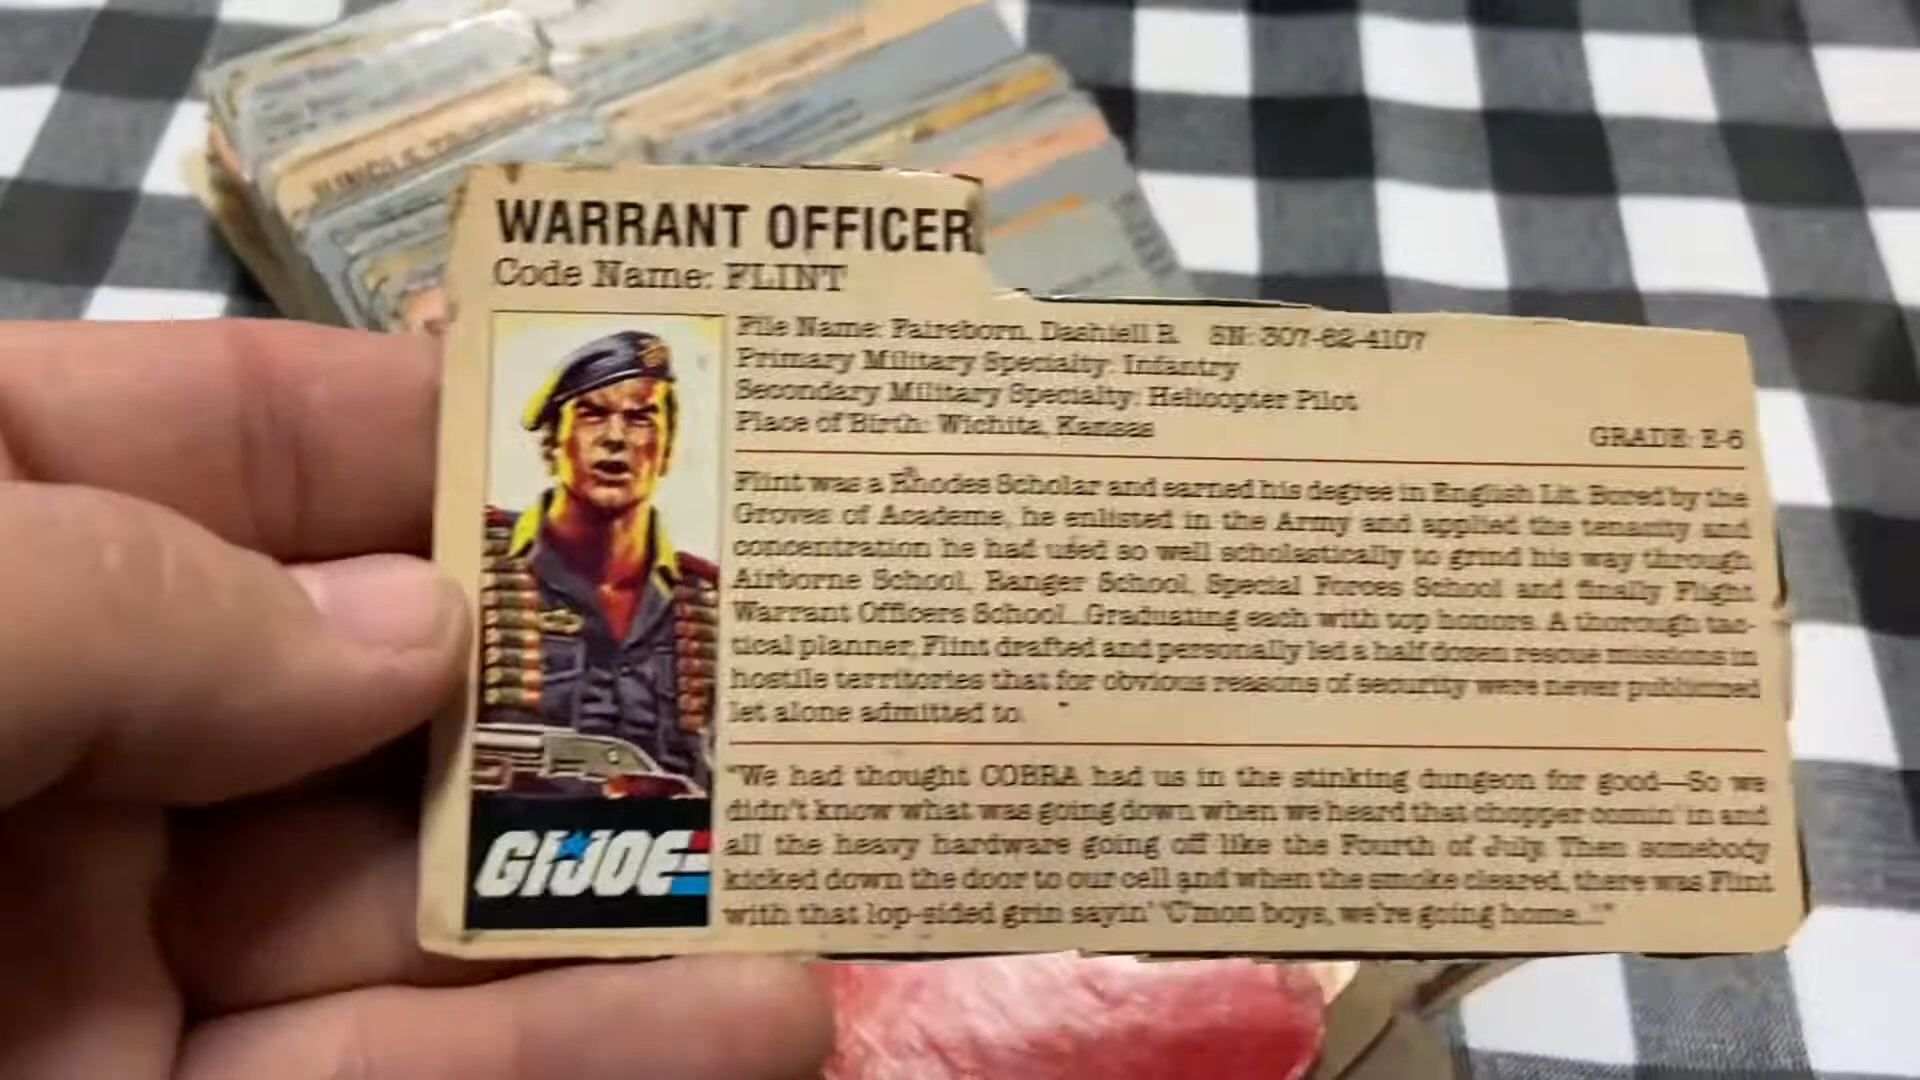 WARRANT OFFICER
Code Name: FLINT
File Name: Faireborn, Dashiell R. SN: 307-62-4107
Primary Military Specialty: Infantry
Secondary Military Specialty: Helicopter Pilot
Place of Birth: Wichita, Kansas
GRADE: E-6
Flint was a Rhodes Scholar and earned his degree in English Lit. Bored by the
Groves of Academe, he enlisted in the Army and applied the tenacity and
concentration he had used so well scholastically to grind his way through
Airborne School, Ranger School, Special Forces School and finally Flight
Warrant Officers School...Graduating each with top honors. A thorough tac-
tical planner, Flint drafted and personally led a half dozen rescue missions in
hostile territories that for obvious reasons of security were never publicized
let alone admitted to. "
"We had thought COBRA had us in the stinking dungeon for good—So we
didn't know what was going down when we heard that chopper comin' in and
all the heavy hardware going off like the Fourth of July. Then somebody
kicked down the door to our cell and when the smoke cleared, there was Flint
with that lop-sided grin sayin' 'C'mon boys, we're going home...'"
GI JOE